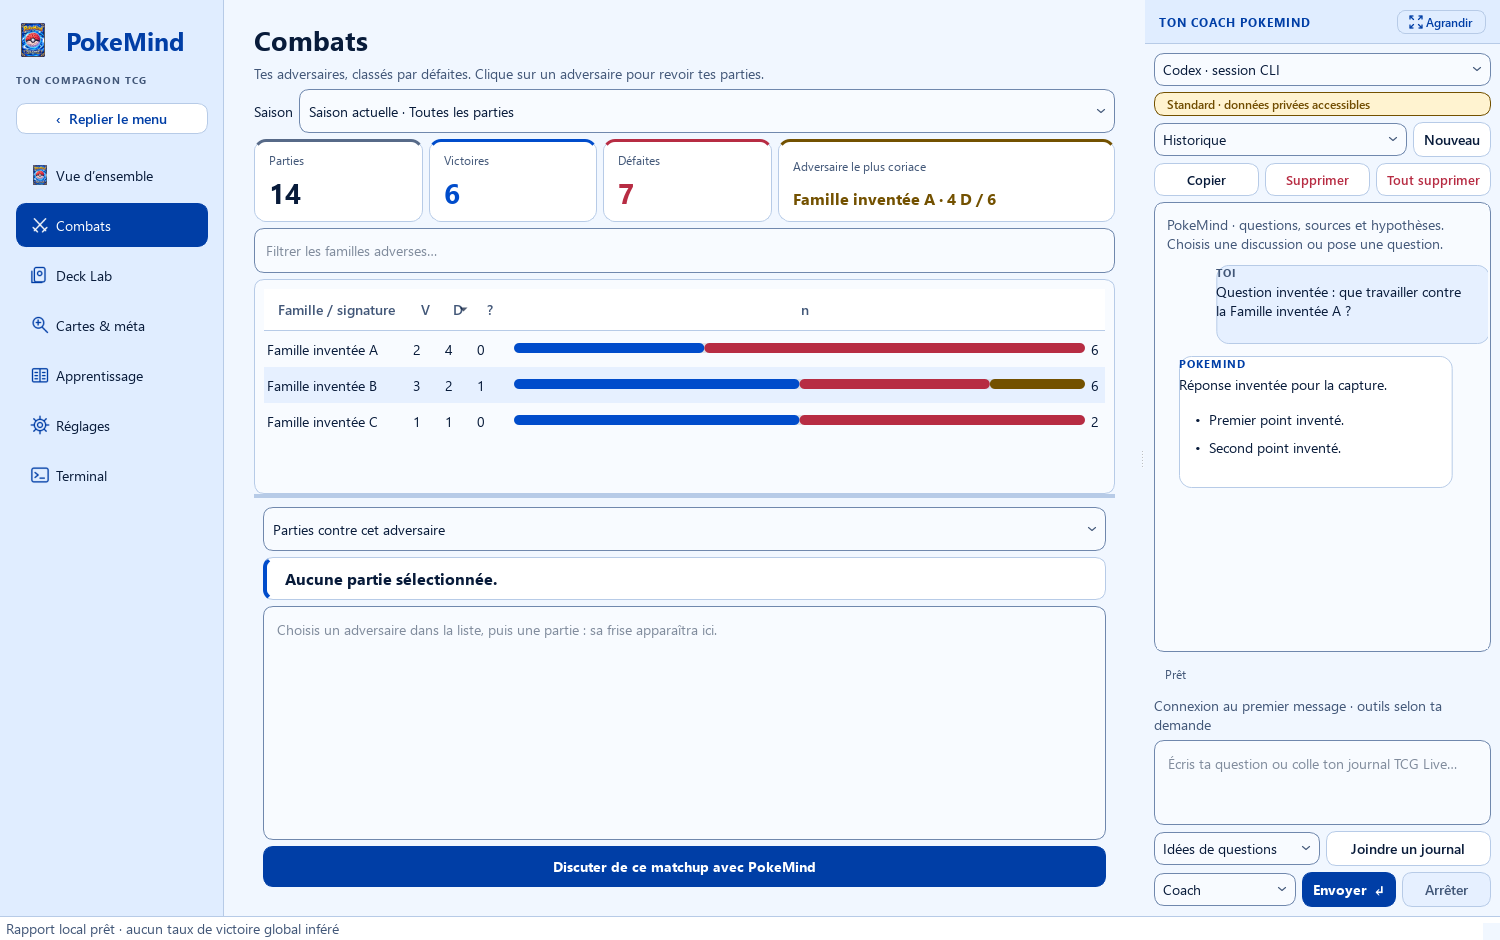 PokeMind
TON COMPAGNON TCG
‹ Replier le menu
Vue d’ensemble
Combats
Deck Lab
Cartes & méta
Apprentissage
Réglages
Terminal
Combats
Tes adversaires, classés par défaites. Clique sur un adversaire pour revoir tes parties.
Saison
Saison actuelle · Toutes les parties
Parties
14
Victoires
6
Défaites
7
Adversaire le plus coriace
Famille inventée A · 4 D / 6
Filtrer les familles adverses…
Famille / signature V D ? n
Famille inventée A 2 4 0 6
Famille inventée B 3 2 1 6
Famille inventée C 1 1 0 2
Parties contre cet adversaire
Aucune partie sélectionnée.
Choisis un adversaire dans la liste, puis une partie : sa frise apparaîtra ici.
Discuter de ce matchup avec PokeMind
TON COACH POKEMIND
Agrandir
Codex · session CLI
Standard · données privées accessibles
Historique
Nouveau
Copier
Supprimer
Tout supprimer
PokeMind · questions, sources et hypothèses.
Choisis une discussion ou pose une question.
TOI
Question inventée : que travailler contre
la Famille inventée A ?
POKEMIND
Réponse inventée pour la capture.
• Premier point inventé.
• Second point inventé.
Prêt
Connexion au premier message · outils selon ta
demande
Écris ta question ou colle ton journal TCG Live…
Idées de questions
Joindre un journal
Coach
Envoyer ↲
Arrêter
Rapport local prêt · aucun taux de victoire global inféré